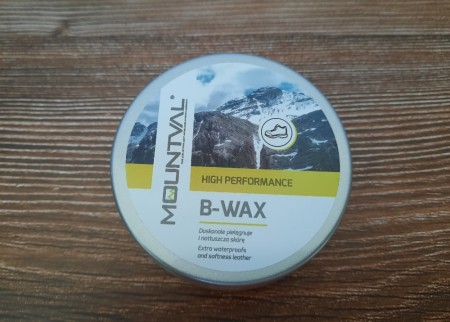 MOUNTVAL®
HIGH PERFORMANCE
B-WAX
Doskonale pielęgnuje
i natłuszcza skórę
Extra waterproofs
and softness leather